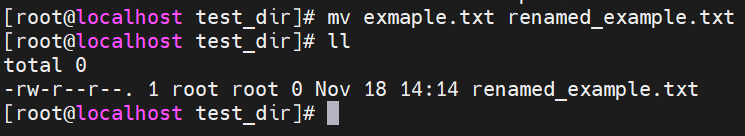 [root@localhost test_dir]# mv exmaple.txt renamed_example.txt
[root@localhost test_dir]# ll
total 0
-rw-r--r--. 1 root root 0 Nov 18 14:14 renamed_example.txt
[root@localhost test_dir]#